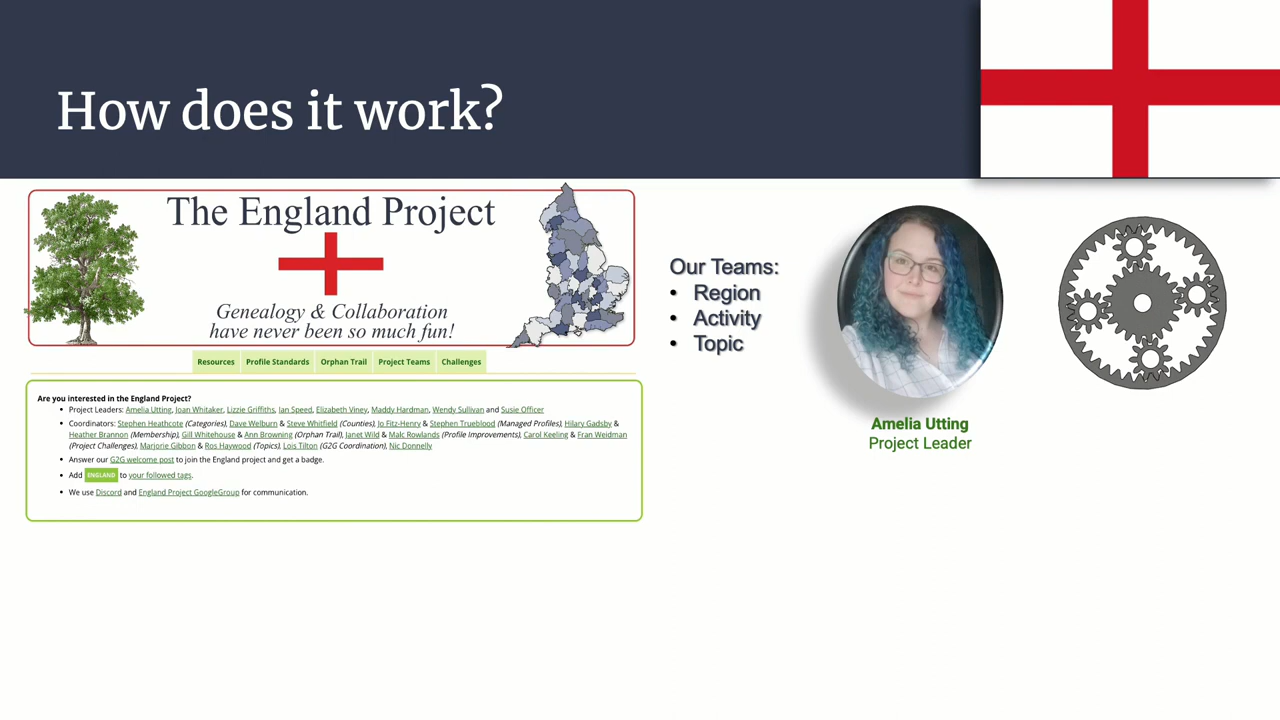 How does it work?
The England Project
Genealogy & Collaboration
have never been so much fun!
Resources
Profile Standards
Orphan Trail
Project Teams
Challenges
Are you interested in the England Project?
• Project Leaders: Amelia Utting, Joan Whitaker, Lizzie Griffiths, Ian Speed, Elizabeth Viney, Maddy Hardman, Wendy Sullivan and Susie Officer
• Coordinators: Stephen Heathcote (Categories), Dave Welburn & Steve Whitfield (Counties), Jo Fitz-Henry & Stephen Trueblood (Managed Profiles), Hilary Gadsby &
Heather Brannon (Membership), Gill Whitehouse & Ann Browning (Orphan Trail), Janet Wild & Malc Rowlands (Profile Improvements), Carol Keeling & Fran Weidman
(Project Challenges), Marjorie Gibbon & Ros Haywood (Topics), Lois Tilton (G2G Coordination), Nic Donnelly
• Answer our G2G welcome post to join the England project and get a badge.
• Add ENGLAND to your followed tags.
• We use Discord and England Project GoogleGroup for communication.
Our Teams:
• Region
• Activity
• Topic
Amelia Utting
Project Leader